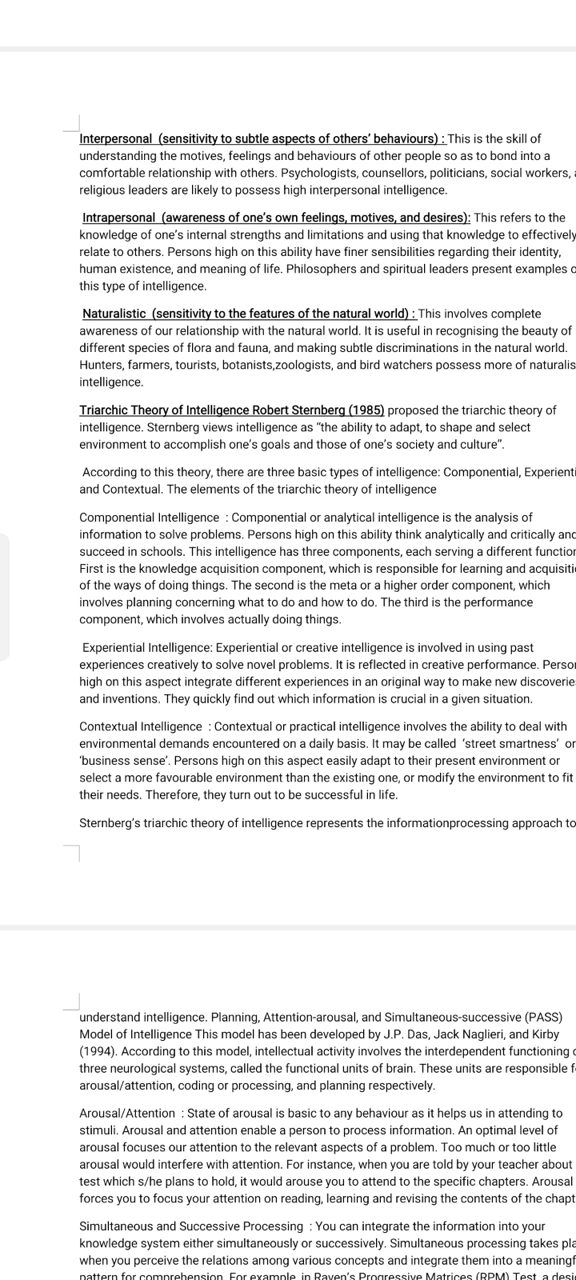 Interpersonal (sensitivity to subtle aspects of others’ behaviours) : This is the skill of
understanding the motives, feelings and behaviours of other people so as to bond into a
comfortable relationship with others. Psychologists, counsellors, politicians, social workers,
religious leaders are likely to possess high interpersonal intelligence.
Intrapersonal (awareness of one’s own feelings, motives, and desires): This refers to the
knowledge of one’s internal strengths and limitations and using that knowledge to effectively
relate to others. Persons high on this ability have finer sensibilities regarding their identity,
human existence, and meaning of life. Philosophers and spiritual leaders present examples
this type of intelligence.
Naturalistic (sensitivity to the features of the natural world) : This involves complete
awareness of our relationship with the natural world. It is useful in recognising the beauty of
different species of flora and fauna, and making subtle discriminations in the natural world.
Hunters, farmers, tourists, botanists,zoologists, and bird watchers possess more of naturalis
intelligence.
Triarchic Theory of Intelligence Robert Sternberg (1985) proposed the triarchic theory of
intelligence. Sternberg views intelligence as “the ability to adapt, to shape and select
environment to accomplish one’s goals and those of one’s society and culture”.
According to this theory, there are three basic types of intelligence: Componential, Experienti
and Contextual. The elements of the triarchic theory of intelligence
Componential Intelligence : Componential or analytical intelligence is the analysis of
information to solve problems. Persons high on this ability think analytically and critically and
succeed in schools. This intelligence has three components, each serving a different function
First is the knowledge acquisition component, which is responsible for learning and acquisiti
of the ways of doing things. The second is the meta or a higher order component, which
involves planning concerning what to do and how to do. The third is the performance
component, which involves actually doing things.
Experiential Intelligence: Experiential or creative intelligence is involved in using past
experiences creatively to solve novel problems. It is reflected in creative performance. Person
high on this aspect integrate different experiences in an original way to make new discoveries
and inventions. They quickly find out which information is crucial in a given situation.
Contextual Intelligence : Contextual or practical intelligence involves the ability to deal with
environmental demands encountered on a daily basis. It may be called ‘street smartness’ or
‘business sense’. Persons high on this aspect easily adapt to their present environment or
select a more favourable environment than the existing one, or modify the environment to fit
their needs. Therefore, they turn out to be successful in life.
Sternberg’s triarchic theory of intelligence represents the informationprocessing approach to
understand intelligence. Planning, Attention-arousal, and Simultaneous-successive (PASS)
Model of Intelligence This model has been developed by J.P. Das, Jack Naglieri, and Kirby
(1994). According to this model, intellectual activity involves the interdependent functioning
three neurological systems, called the functional units of brain. These units are responsible f
arousal/attention, coding or processing, and planning respectively.
Arousal/Attention : State of arousal is basic to any behaviour as it helps us in attending to
stimuli. Arousal and attention enable a person to process information. An optimal level of
arousal focuses our attention to the relevant aspects of a problem. Too much or too little
arousal would interfere with attention. For instance, when you are told by your teacher about
test which s/he plans to hold, it would arouse you to attend to the specific chapters. Arousal
forces you to focus your attention on reading, learning and revising the contents of the chapt
Simultaneous and Successive Processing : You can integrate the information into your
knowledge system either simultaneously or successively. Simultaneous processing takes pla
when you perceive the relations among various concepts and integrate them into a meaningf
pattern for comprehension. For example, in Raven’s Progressive Matrices (RPM) Test, a